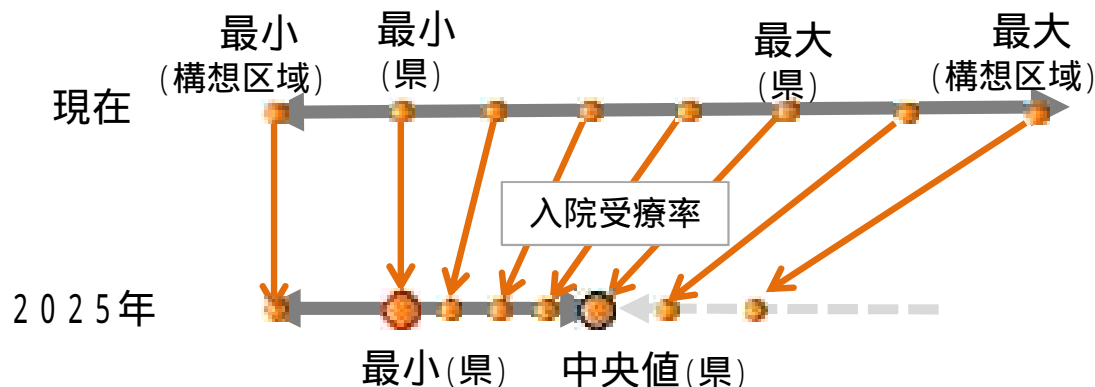 最小
(構想区域)
最小
(県)
最大
(県)
最大
(構想区域)
現在
入院受療率
2025年
最小(県)
中央値(県)